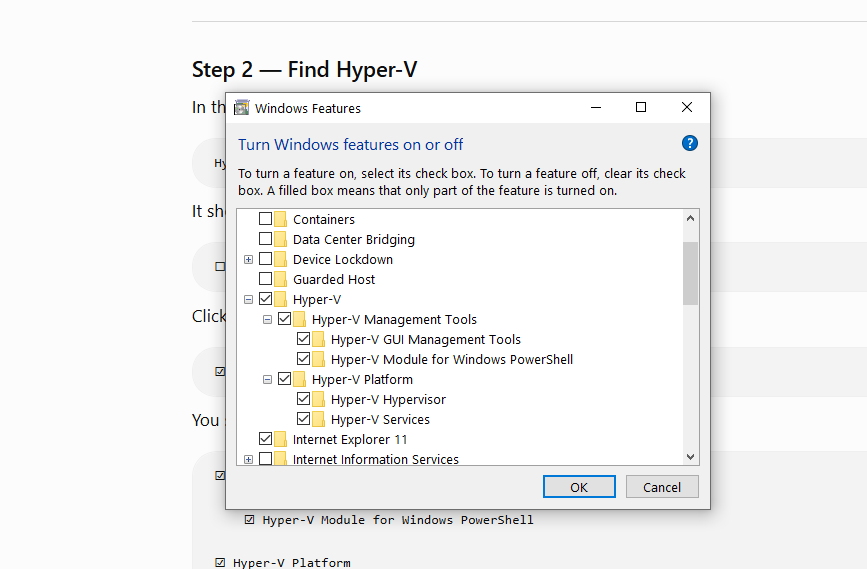 Step 2 — Find Hyper-V
In th
Windows Features
Turn Windows features on or off
?
Hy
To turn a feature on, select its check box. To turn a feature off, clear its check
box. A filled box means that only part of the feature is turned on.
It sh
Containers
Data Center Bridging
Device Lockdown
Guarded Host
Hyper-V
Click
Hyper-V Management Tools
Hyper-V GUI Management Tools
Hyper-V Module for Windows PowerShell
Hyper-V Platform
Hyper-V Hypervisor
You
Hyper-V Services
Internet Explorer 11
Internet Information Services
OK
Cancel
Hyper-V Module for Windows PowerShell
Hyper-V Platform